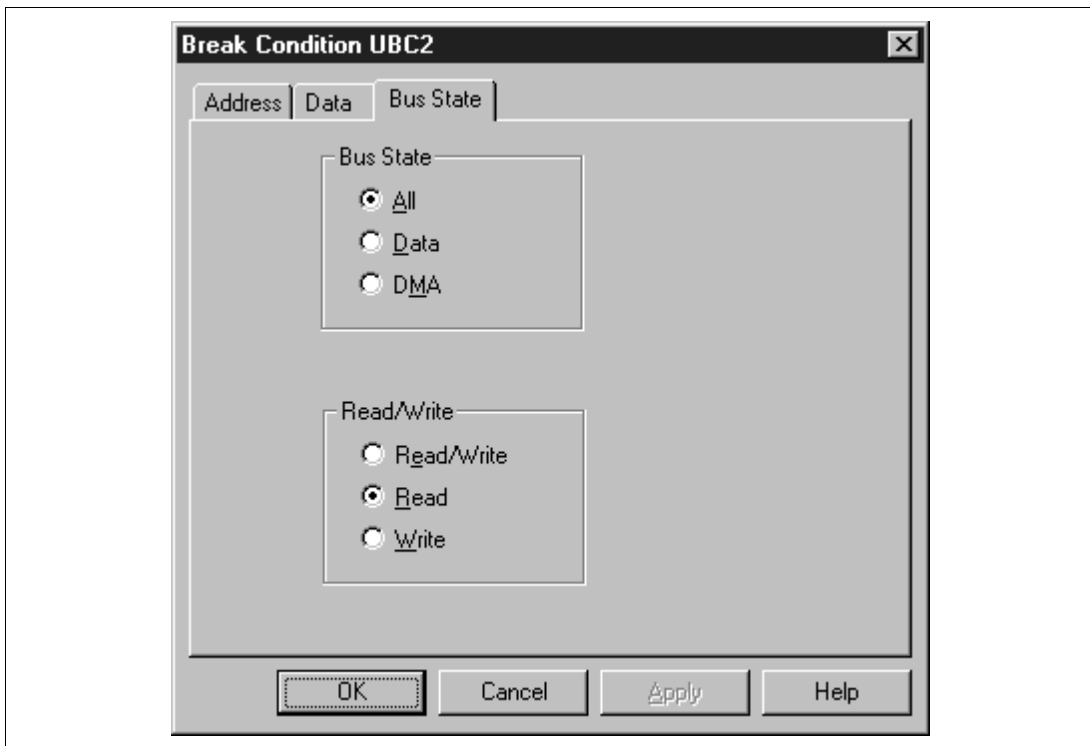 Break Condition UBC2
Address Data Bus State
Bus State
All
Data
DMA
Read/Write
Read/Write
Read
Write
OK Cancel Apply Help